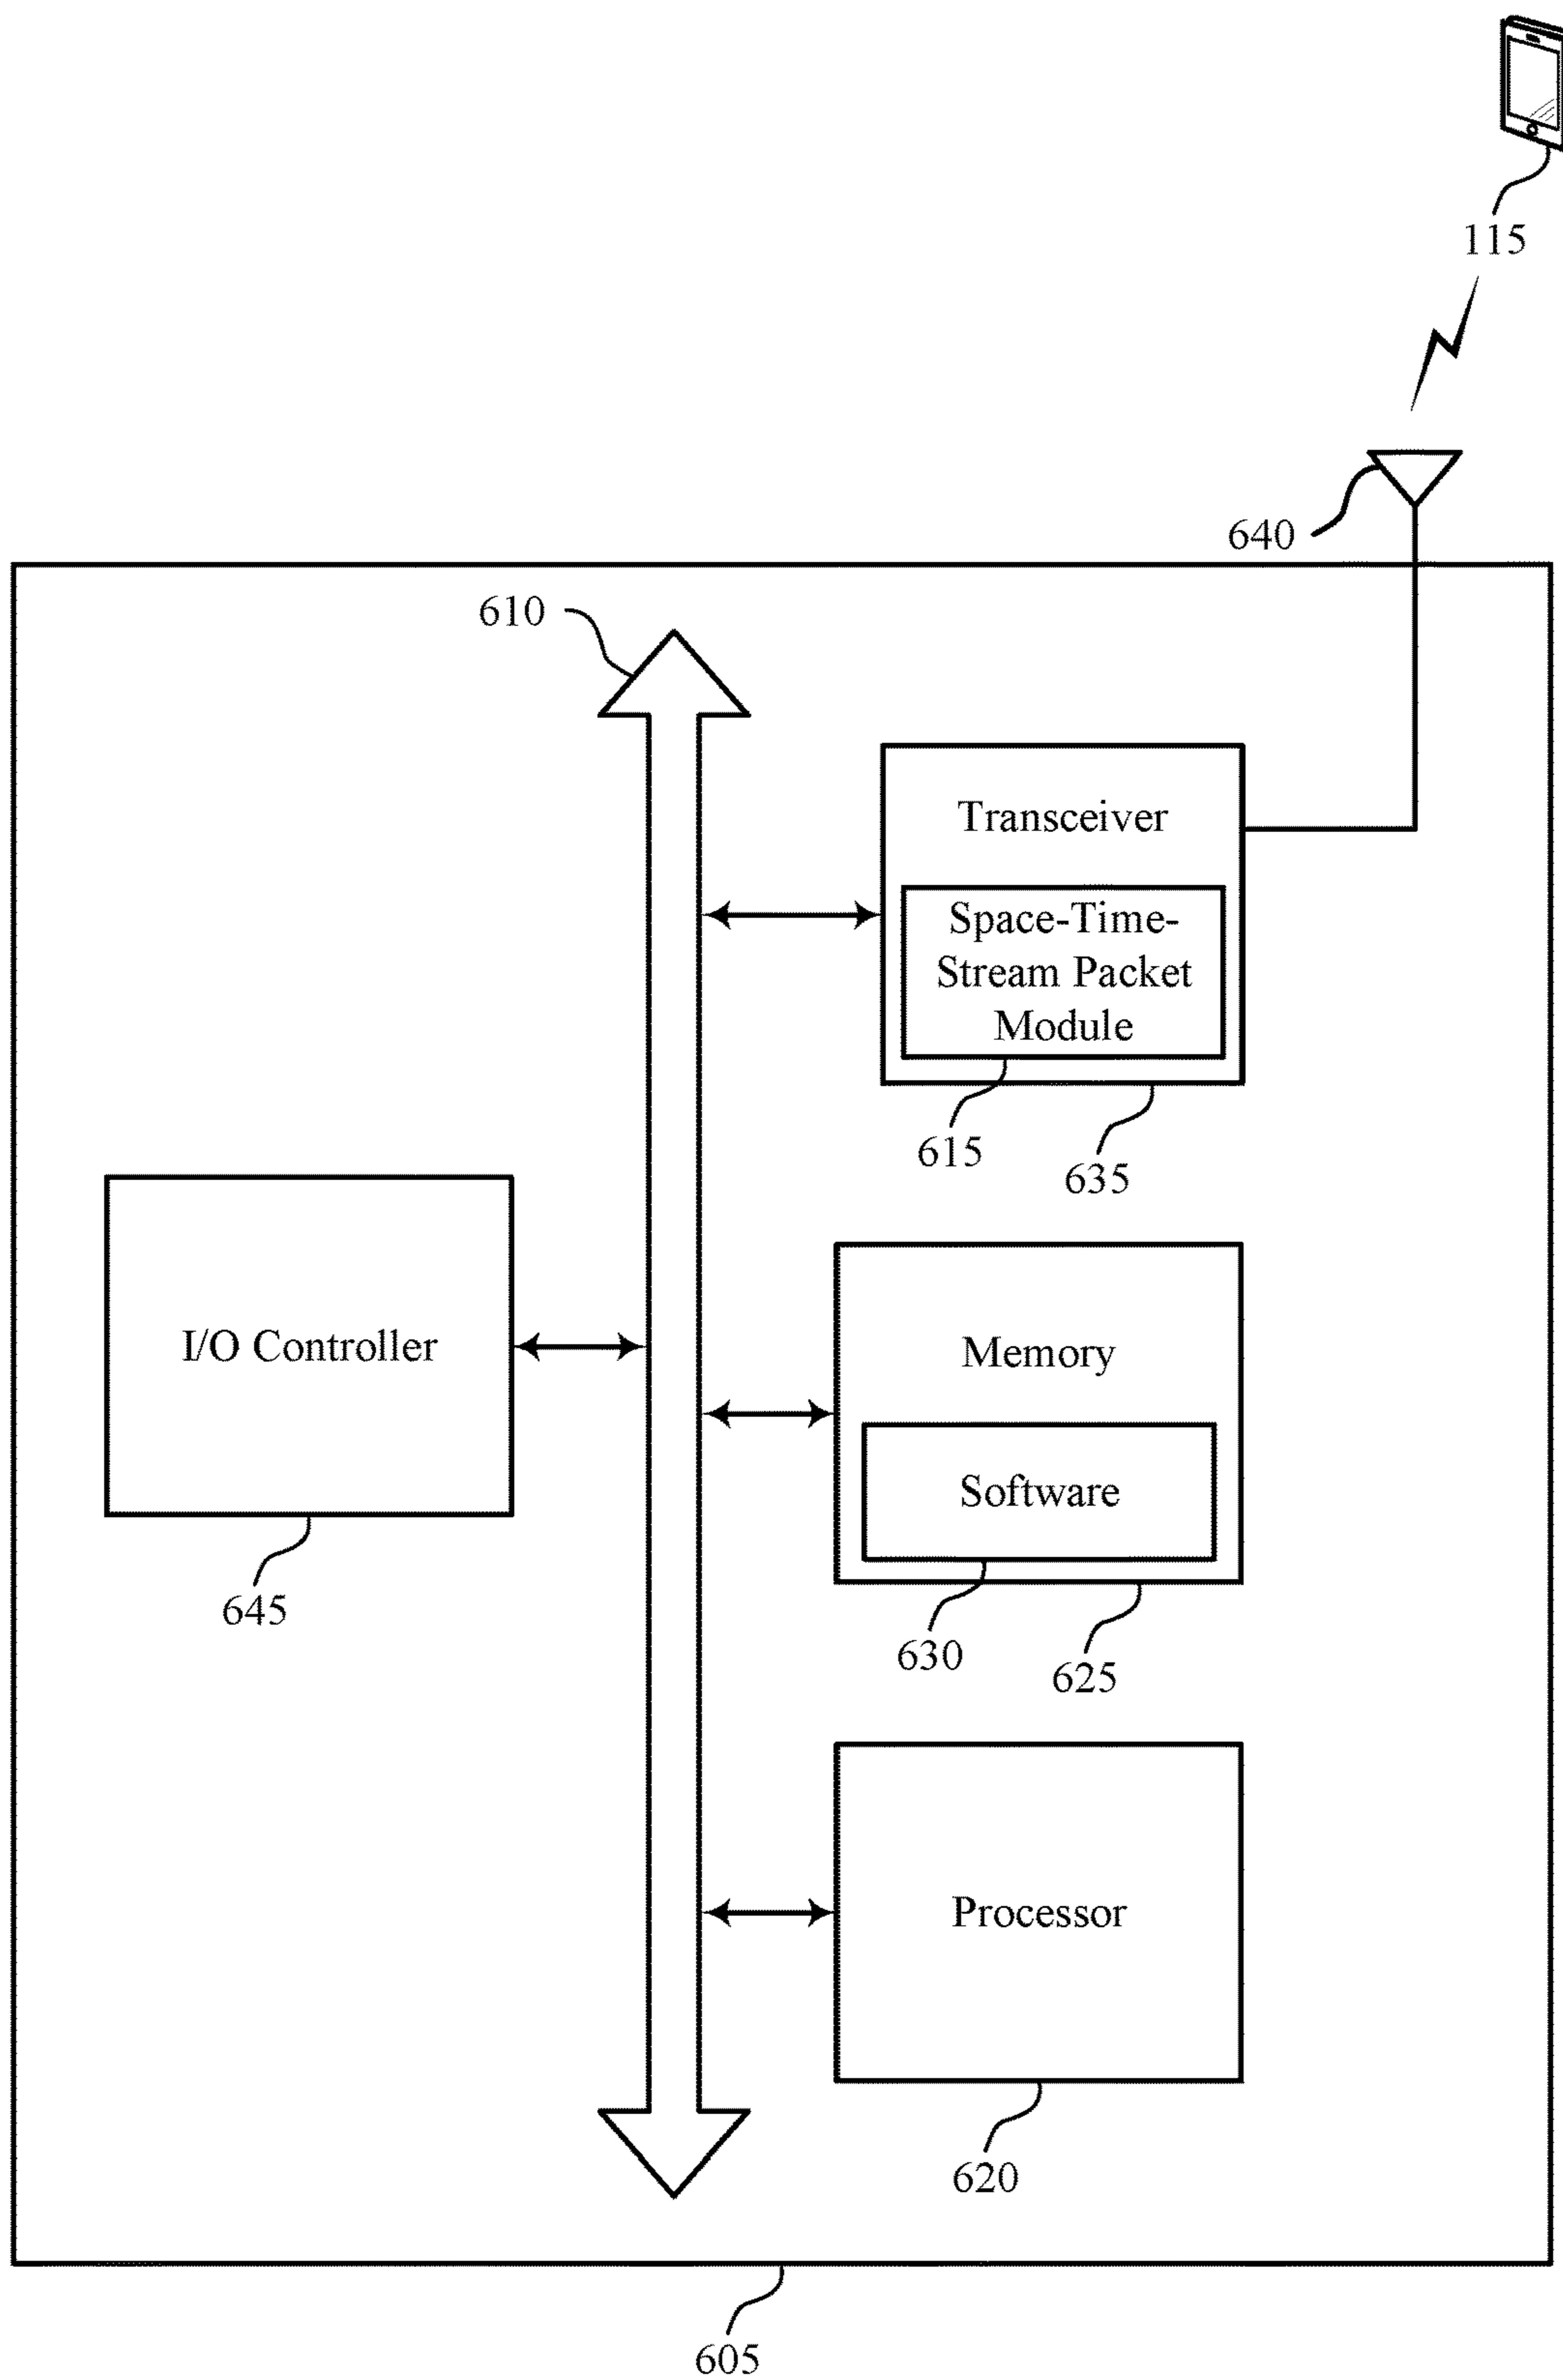 115
640
610
Transceiver
Space-Time-
Stream Packet
Module
615
635
I/O Controller
Memory
Software
645
630
625
Processor
620
605